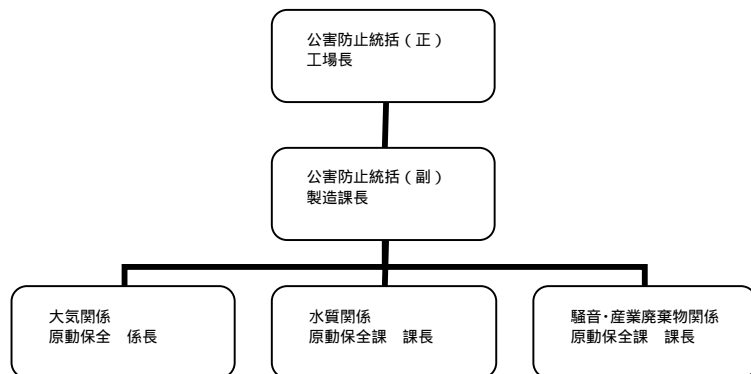 公害防止統括（正）
工場長
公害防止統括（副）
製造課長
大気関係
原動保全　係長
水質関係
原動保全課　課長
騒音・産業廃棄物関係
原動保全課　課長